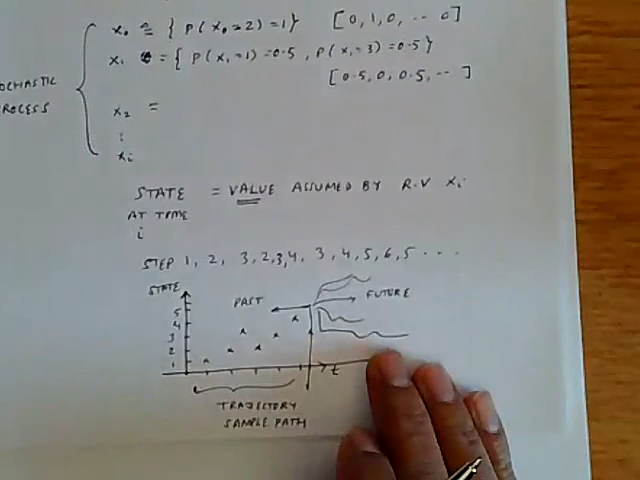 x₀ ≅ { P(x₀=2)=1} [0,1,0, ·· 0]
x₁ = { P(x₁=1)=0.5 , P(x₁=3)=0.5}
[0.5,0,0.5, ·· ]
OCHASTIC
ROCESS
x₂ =
:
xᵢ
STATE = VALUE ASSUMED BY R.V xᵢ
AT TIME
i
STEP 1, 2, 3,2,3,4, 3, 4,5,6,5 · · ·
STATE
PAST
FUTURE
5
4
3
2
1
t
TRAJECTORY
SAMPLE PATH